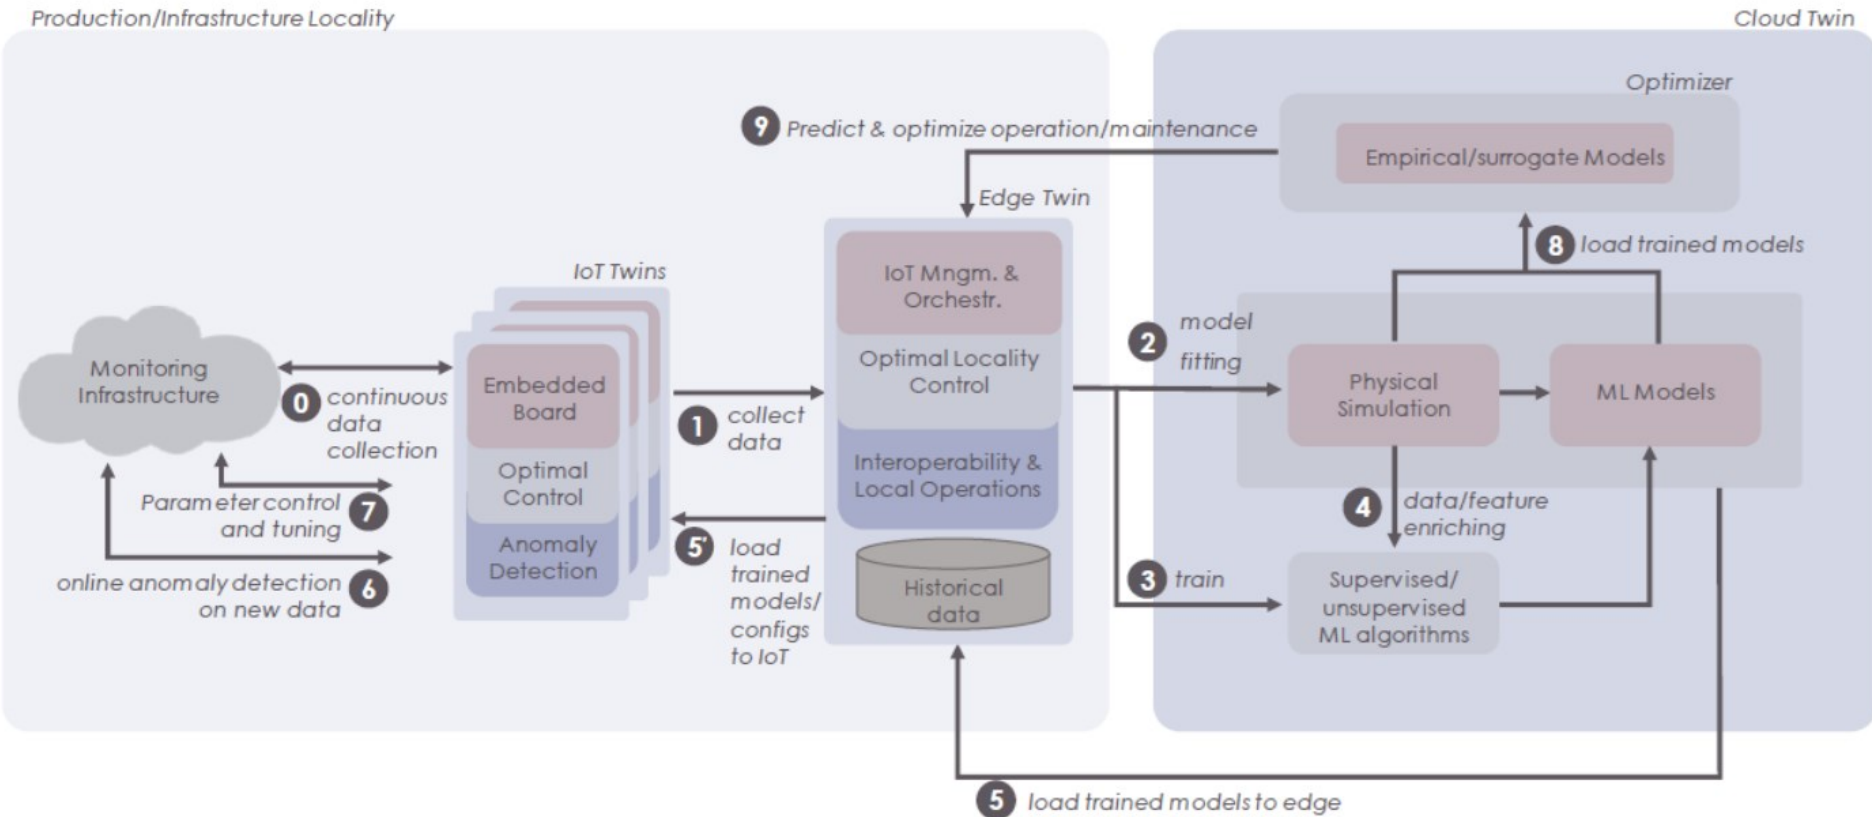 Production/Infrastructure Locality
Cloud Twin
Optimizer
9 Predict & optimize operation/maintenance
Empirical/surrogate Models
Edge Twin
8 load trained models
IoT Twins
IoT Mngm. &
Orchestr.
2 model
fitting
Monitoring
Infrastructure
0 continuous
data
collection
Embedded
Board
1 collect
data
Optimal Locality
Control
Physical
Simulation
ML Models
Optimal
Control
Interoperability &
Local Operations
Parameter control
and tuning 7
4 data/feature
enriching
Anomaly
Detection
5' load
trained
models/
configs
to IoT
online anomaly detection
on new data 6
Historical
data
3 train
Supervised/
unsupervised
ML algorithms
5 load trained models to edge